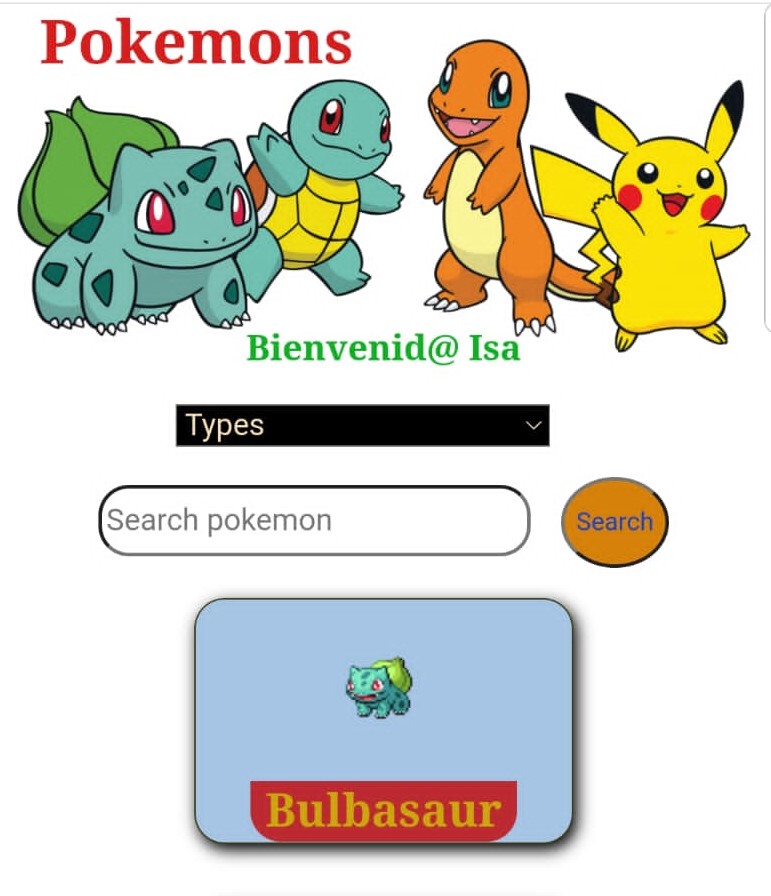 Pokemons
Bienvenid@ Isa
Types
Search pokemon
Search
Bulbasaur